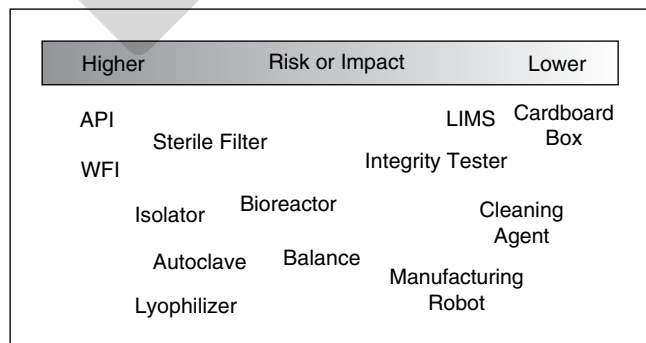 Higher Risk or Impact Lower
API
Sterile Filter
WFI
LIMS
Cardboard
Box
Integrity Tester
Isolator
Bioreactor
Cleaning
Agent
Autoclave
Balance
Manufacturing
Robot
Lyophilizer